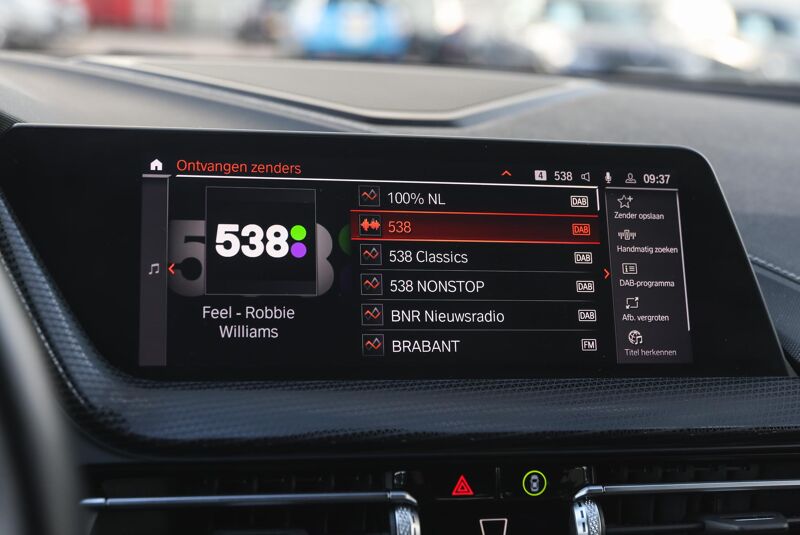 Ontvangen zenders
4 538 09:37
538
Feel - Robbie
Williams
100% NL DAB
538 DAB
538 Classics DAB
538 NONSTOP DAB
BNR Nieuwsradio DAB
BRABANT FM
Zender opslaan
Handmatig zoeken
DAB-programma
Afb. vergroten
Titel herkennen